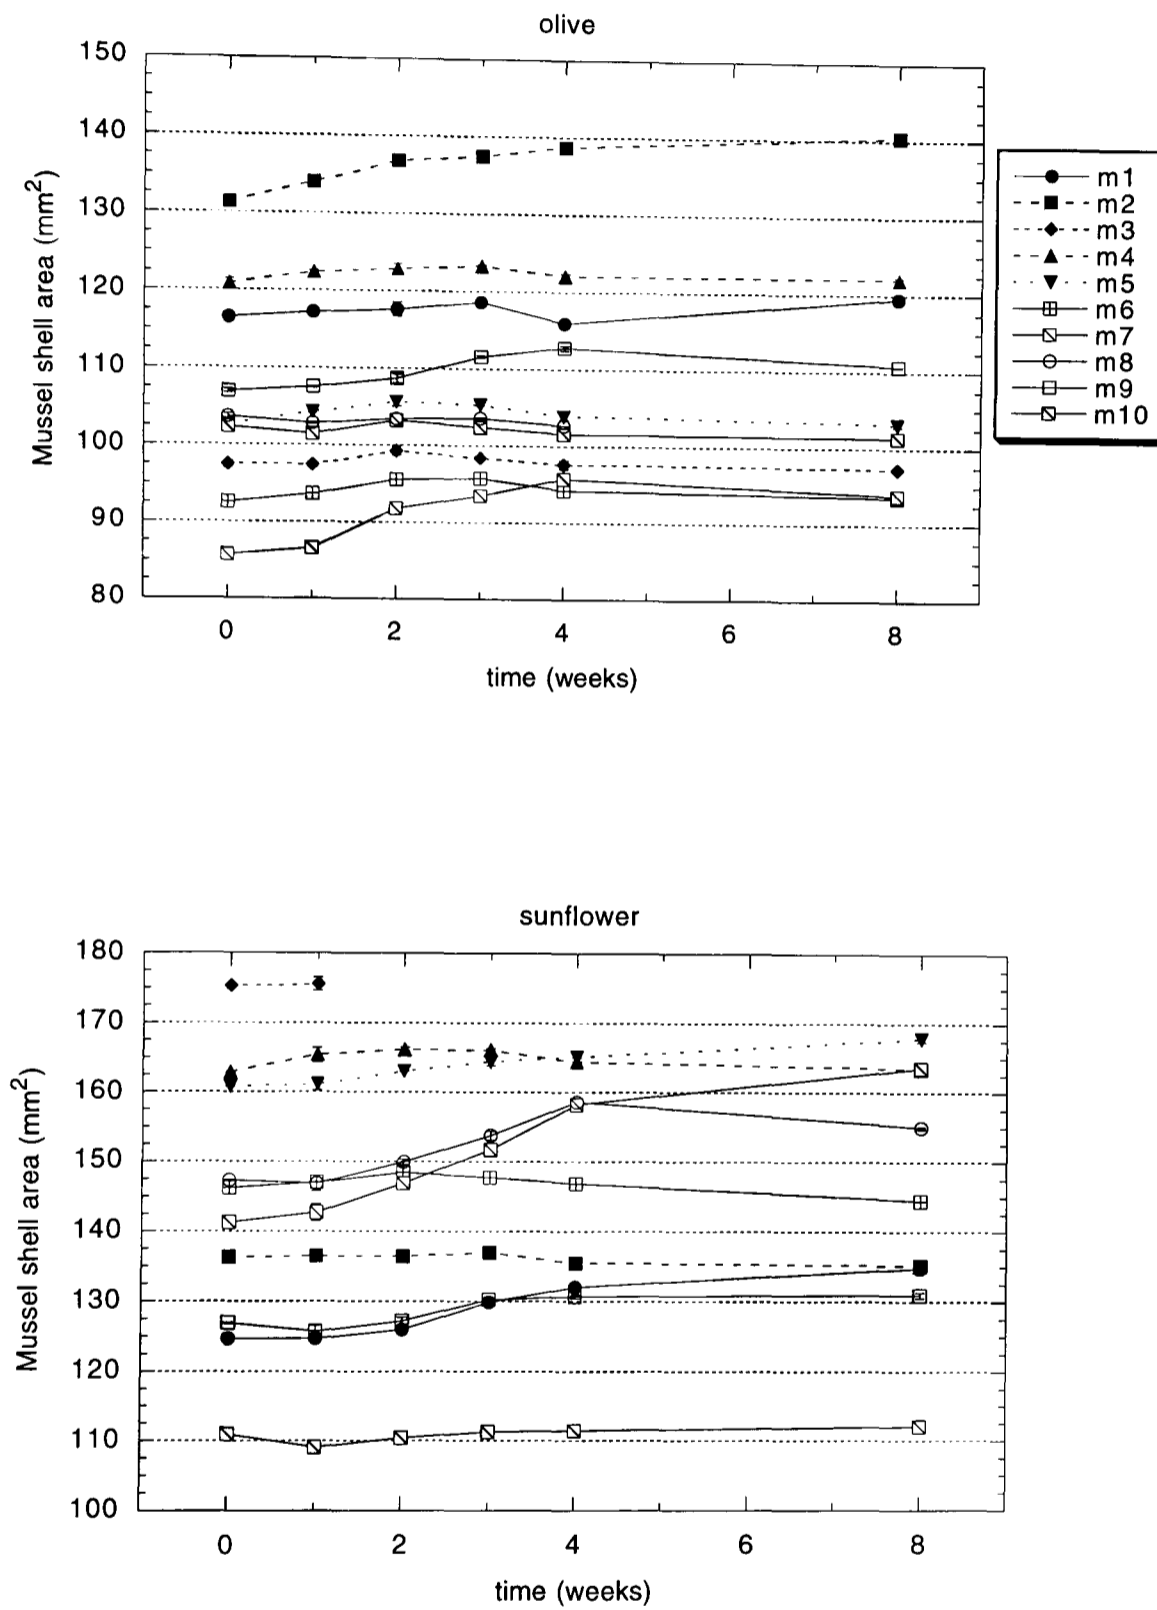 olive
150
140
130
120
110
100
90
80
Mussel shell area (mm²)
0 2 4 6 8
time (weeks)
m1
m2
m3
m4
m5
m6
m7
m8
m9
m10
sunflower
180
170
160
150
140
130
120
110
100
Mussel shell area (mm²)
0 2 4 6 8
time (weeks)